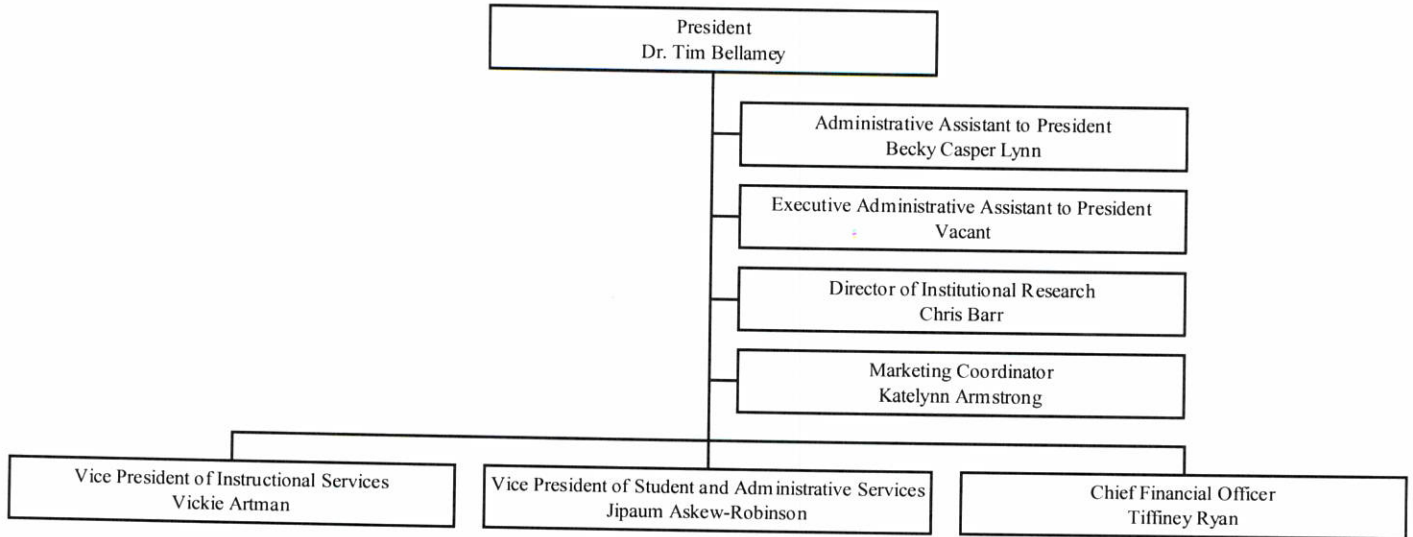 President
Dr. Tim Bellamey
Administrative Assistant to President
Becky Casper Lynn
Executive Administrative Assistant to President
Vacant
Director of Institutional Research
Chris Barr
Marketing Coordinator
Katelynn Armstrong
Vice President of Instructional Services
Vickie Artman
Vice President of Student and Administrative Services
Jipaum Askew-Robinson
Chief Financial Officer
Tiffiney Ryan